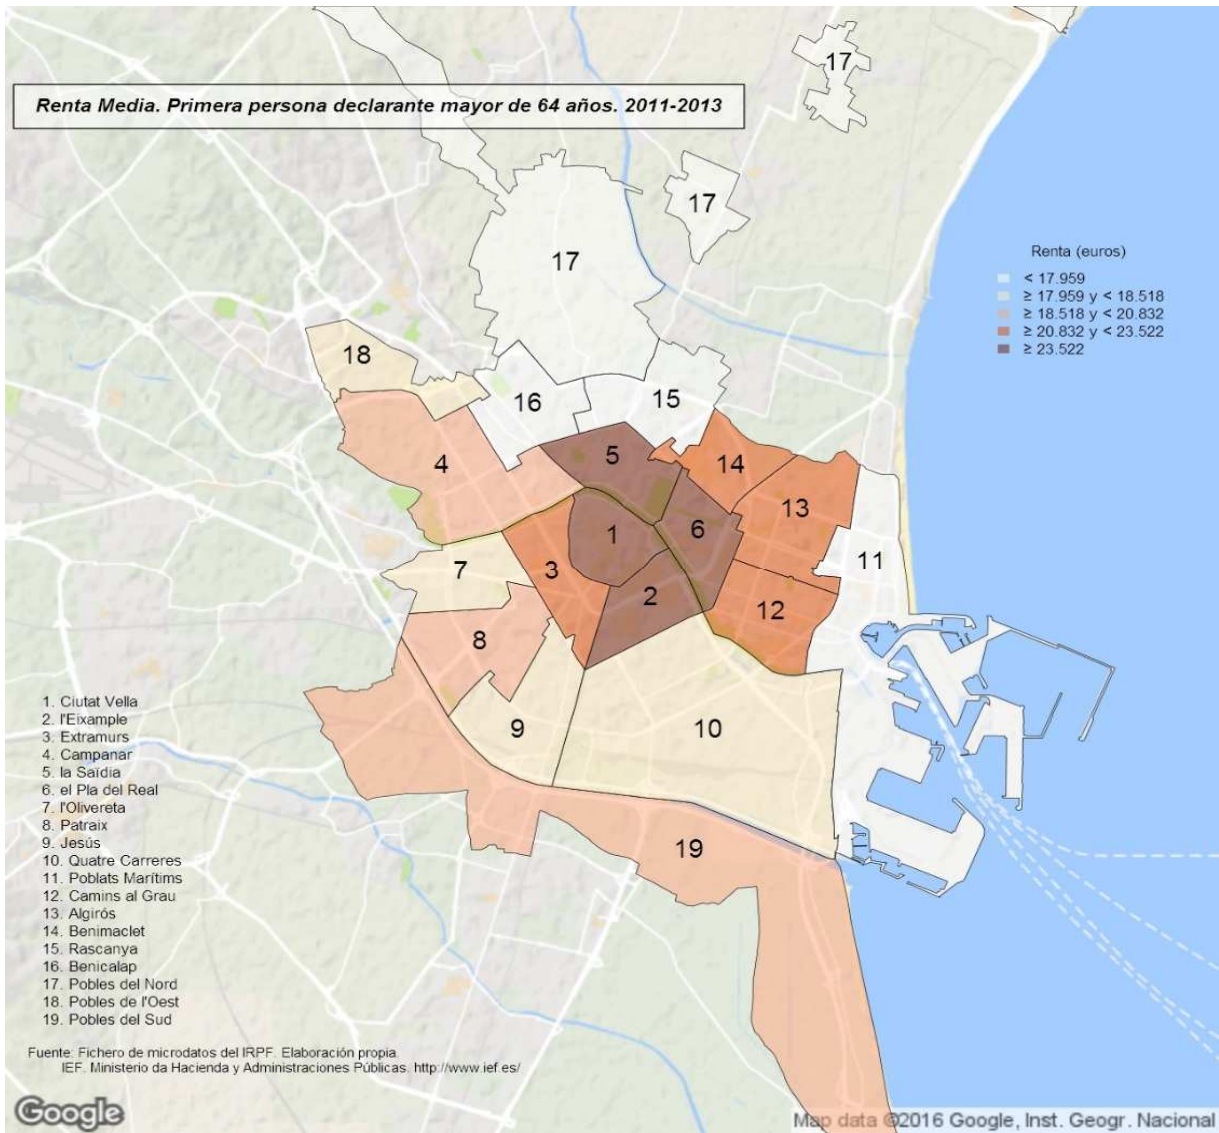 Renta Media. Primera persona declarante mayor de 64 años. 2011-2013
17
17
17
Renta (euros)
< 17.959
≥ 17.959 y < 18.518
≥ 18.518 y < 20.832
≥ 20.832 y < 23.522
≥ 23.522
18
16
15
4
5
14
13
1
6
11
7
3
2
12
8
9
10
19
1. Ciutat Vella
2. l'Eixample
3. Extramurs
4. Campanar
5. la Saïdia
6. el Pla del Real
7. l'Olivereta
8. Patraix
9. Jesús
10. Quatre Carreres
11. Poblats Marítims
12. Camins al Grau
13. Algirós
14. Benimaclet
15. Rascanya
16. Benicalap
17. Pobles del Nord
18. Pobles de l'Oest
19. Pobles del Sud
Fuente: Fichero de microdatos del IRPF. Elaboración propia.
IEF. Ministerio da Hacienda y Administraciones Públicas. http://www.ief.es/
Google
Map data ©2016 Google, Inst. Geogr. Nacional